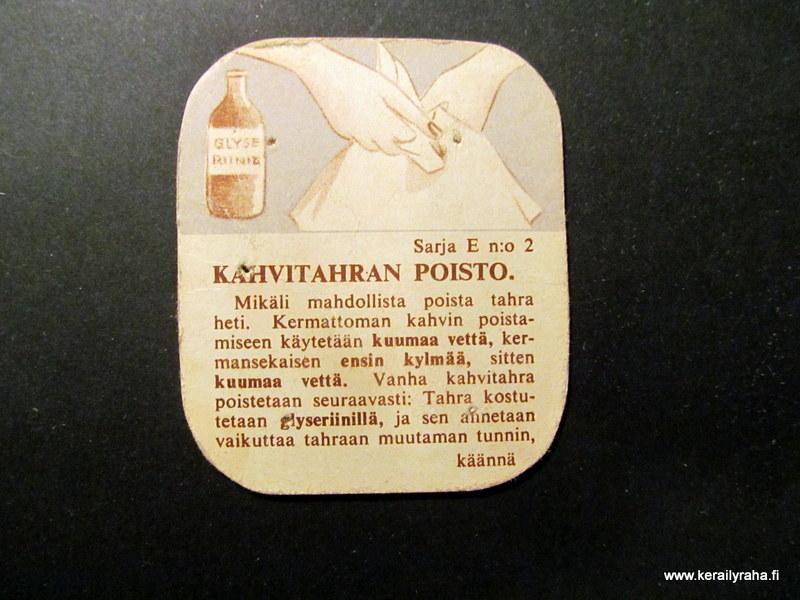 GLYSE
RIINIÄ
Sarja E n:o 2
KAHVITAHRAN POISTO.
Mikäli mahdollista poista tahra
heti. Kermattoman kahvin poista-
miseen käytetään kuumaa vettä, ker-
mansekaisen ensin kylmää, sitten
kuumaa vettä. Vanha kahvitahra
poistetaan seuraavasti: Tahra kostu-
tetaan glyseriinillä, ja sen annetaan
vaikuttaa tahraan muutaman tunnin,
käännä
www.kerailyraha.fi